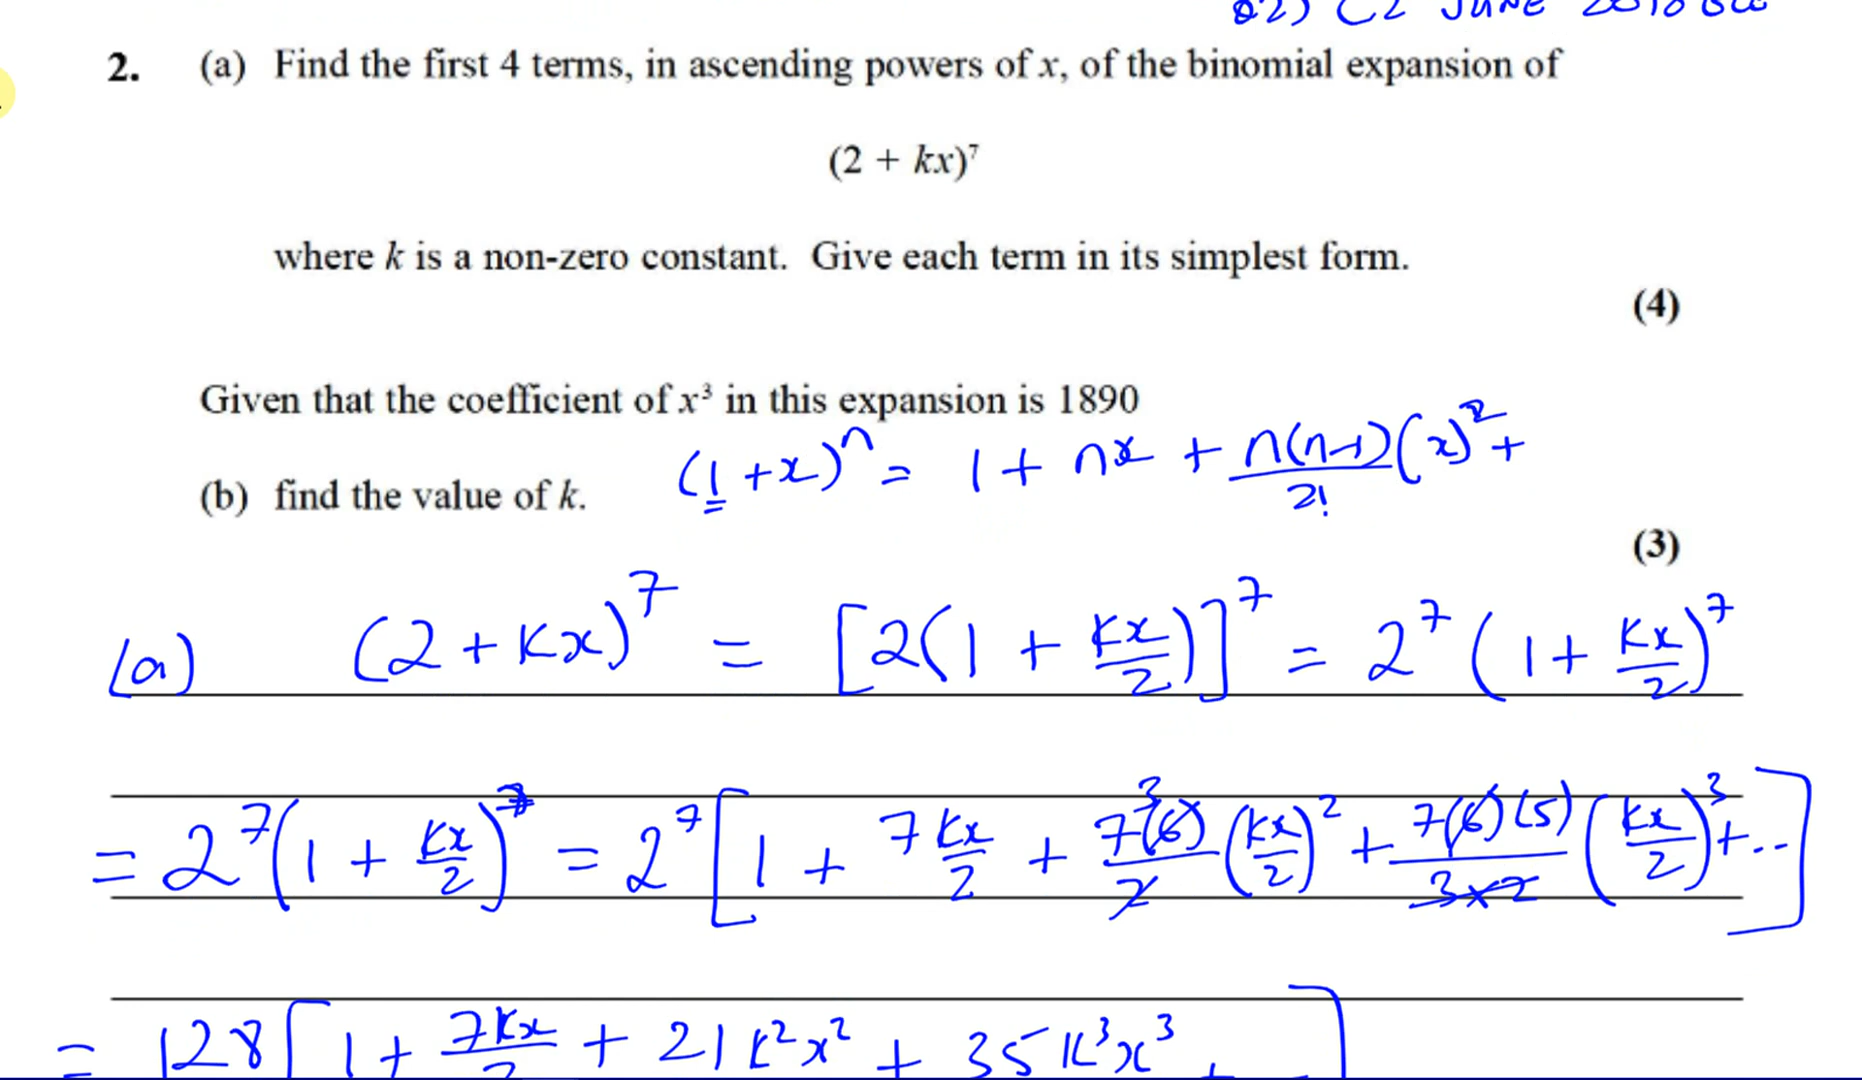 Q2) C2 JUNE 2018
2. (a) Find the first 4 terms, in ascending powers of x, of the binomial expansion of
(2 + kx)⁷
where k is a non-zero constant. Give each term in its simplest form.
(4)
Given that the coefficient of x³ in this expansion is 1890
(1 + x)ⁿ = 1 + nx + n(n-1)/2! (x)² +
(b) find the value of k.
(3)
(a) (2 + kx)⁷ = [2(1 + kx/2)]⁷ = 2⁷ (1 + kx/2)⁷
= 2⁷(1 + kx/2)⁷ = 2⁷ [1 + 7 kx/2 + 7(6)/2 (kx/2)² + 7(6)(5)/3×2 (kx/2)³ + ..]
3
= 128 [1 + 7kx/2 + 21k²x² + 35k³x³ + ]